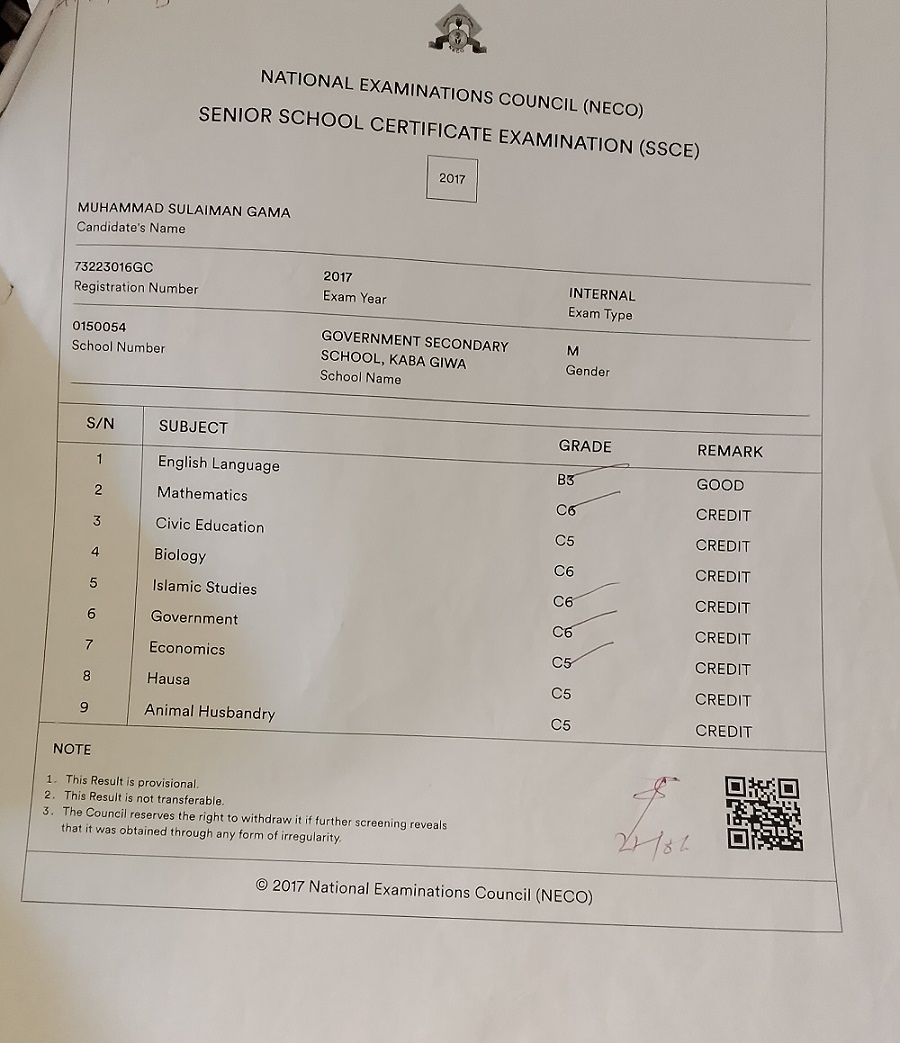 NATIONAL EXAMINATIONS COUNCIL (NECO)
SENIOR SCHOOL CERTIFICATE EXAMINATION (SSCE)
2017
MUHAMMAD SULAIMAN GAMA
Candidate's Name
73223016GC 2017 INTERNAL
Registration Number Exam Year Exam Type
0150054 GOVERNMENT SECONDARY M
School Number SCHOOL, KABA GIWA Gender
School Name
S/N SUBJECT GRADE REMARK
1 English Language B3 GOOD
2 Mathematics C6 CREDIT
3 Civic Education C5 CREDIT
4 Biology C6 CREDIT
5 Islamic Studies C6 CREDIT
6 Government C6 CREDIT
7 Economics C5 CREDIT
8 Hausa C5 CREDIT
9 Animal Husbandry C5 CREDIT
NOTE
1. This Result is provisional.
2. This Result is not transferable.
3. The Council reserves the right to withdraw it if further screening reveals
that it was obtained through any form of irregularity.
© 2017 National Examinations Council (NECO)